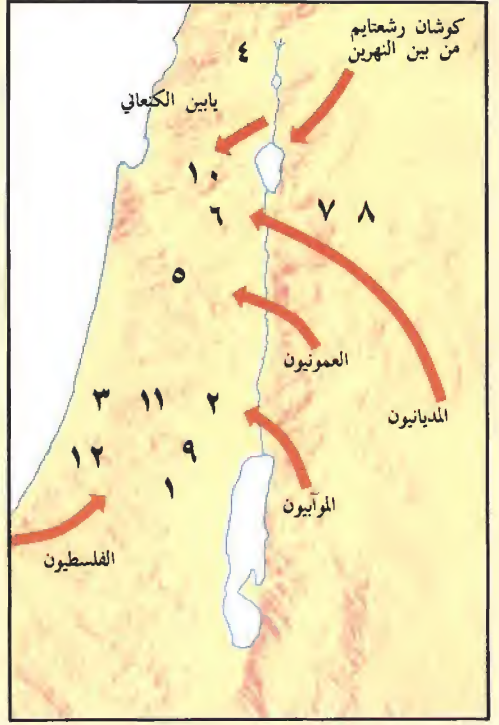 كوشان رشعتايم
من بين النهرين
٤
يابين الكنعاني
١٠
٨ ٧ ٦
٥
العمونيون
٢ ١١ ٣
المديانيون
٩ ١٢
١
الموآبيون
الفلسطيون